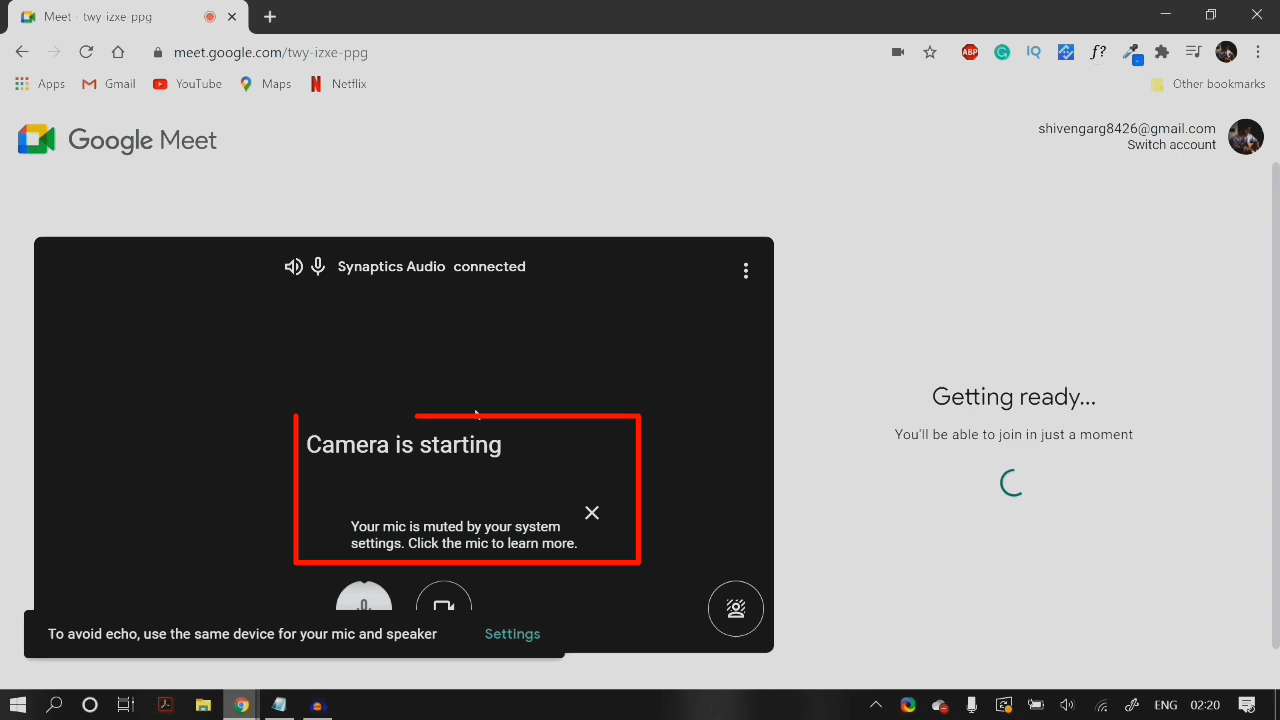 Meet - twy-izxe-ppg
meet.google.com/twy-izxe-ppg
ABP
IQ
f?
Apps
Gmail
YouTube
Maps
Netflix
Other bookmarks
Google Meet
shivengarg8426@gmail.com
Switch account
Synaptics Audio connected
Camera is starting
Your mic is muted by your system
settings. Click the mic to learn more.
Getting ready...
You'll be able to join in just a moment
To avoid echo, use the same device for your mic and speaker
Settings
ENG
02:20